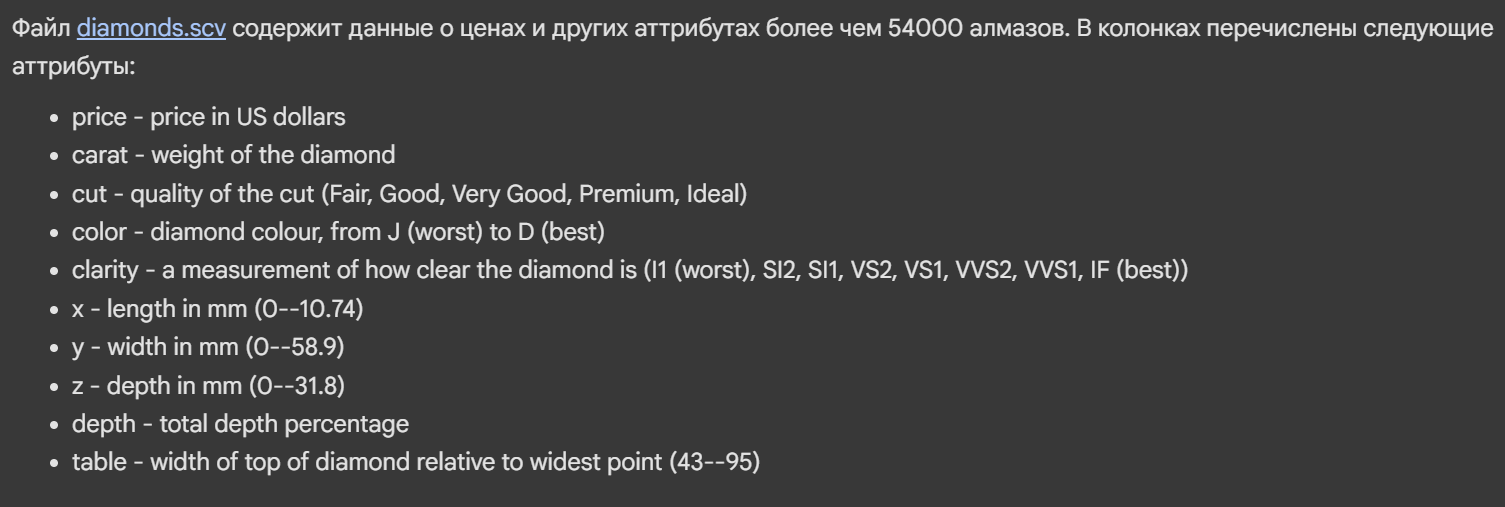 Файл diamonds.scv содержит данные о ценах и других аттрибутах более чем 54000 алмазов. В колонках перечислены следующие
аттрибуты:
• price - price in US dollars
• carat - weight of the diamond
• cut - quality of the cut (Fair, Good, Very Good, Premium, Ideal)
• color - diamond colour, from J (worst) to D (best)
• clarity - a measurement of how clear the diamond is (I1 (worst), SI2, SI1, VS2, VS1, VVS2, VVS1, IF (best))
• x - length in mm (0--10.74)
• y - width in mm (0--58.9)
• z - depth in mm (0--31.8)
• depth - total depth percentage
• table - width of top of diamond relative to widest point (43--95)